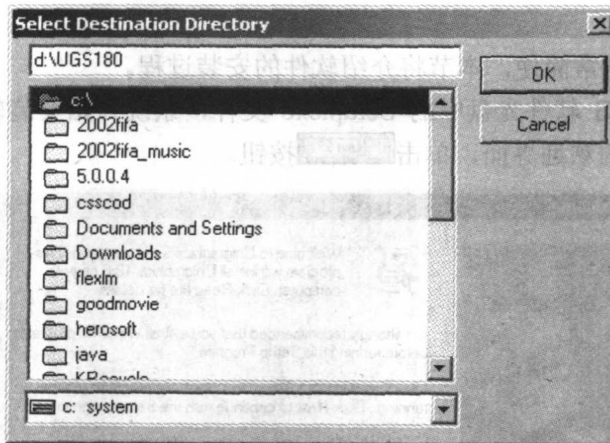 Select Destination Directory
d:\UGS180
OK
Cancel
c:\
2002fifa
2002fifa_music
5.0.0.4
csscod
Documents and Settings
Downloads
flexlm
goodmovie
herosoft
java
KRecycle
c: system